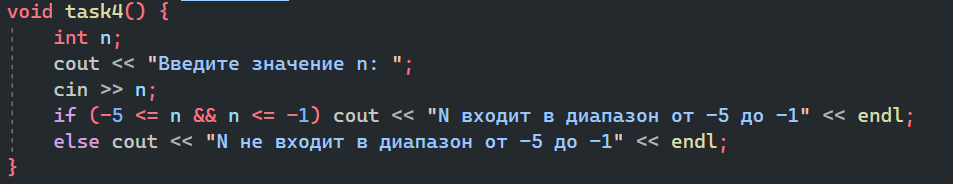 void task4() {
int n;
cout << "Введите значение n: ";
cin >> n;
if (-5 <= n && n <= -1) cout << "N входит в диапазон от -5 до -1" << endl;
else cout << "N не входит в диапазон от -5 до -1" << endl;
}